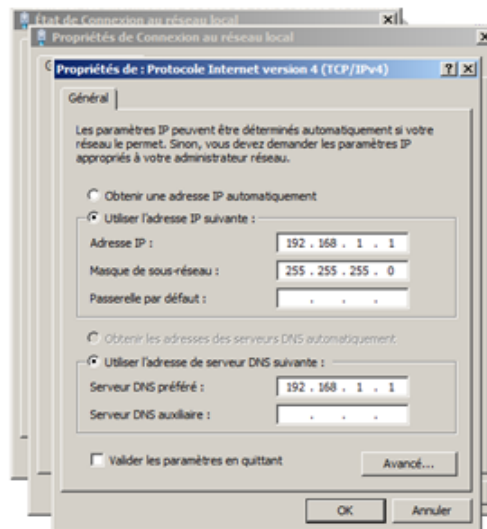 État de Connexion au réseau local
Propriétés de Connexion au réseau local
Propriétés de : Protocole Internet version 4 (TCP/IPv4)
Général
Les paramètres IP peuvent être déterminés automatiquement si votre
réseau le permet. Sinon, vous devez demander les paramètres IP
appropriés à votre administrateur réseau.
Obtenir une adresse IP automatiquement
Utiliser l'adresse IP suivante :
Adresse IP : 192 . 168 . 1 . 1
Masque de sous-réseau : 255 . 255 . 255 . 0
Passerelle par défaut : . . .
Obtenir les adresses des serveurs DNS automatiquement
Utiliser l'adresse de serveur DNS suivante :
Serveur DNS préféré : 192 . 168 . 1 . 1
Serveur DNS auxiliaire : . . .
Valider les paramètres en quittant
Avancé...
OK Annuler